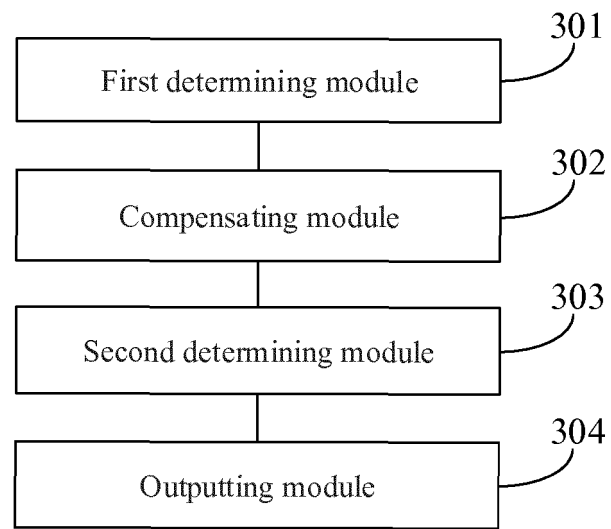 301
First determining module
302
Compensating module
303
Second determining module
304
Outputting module